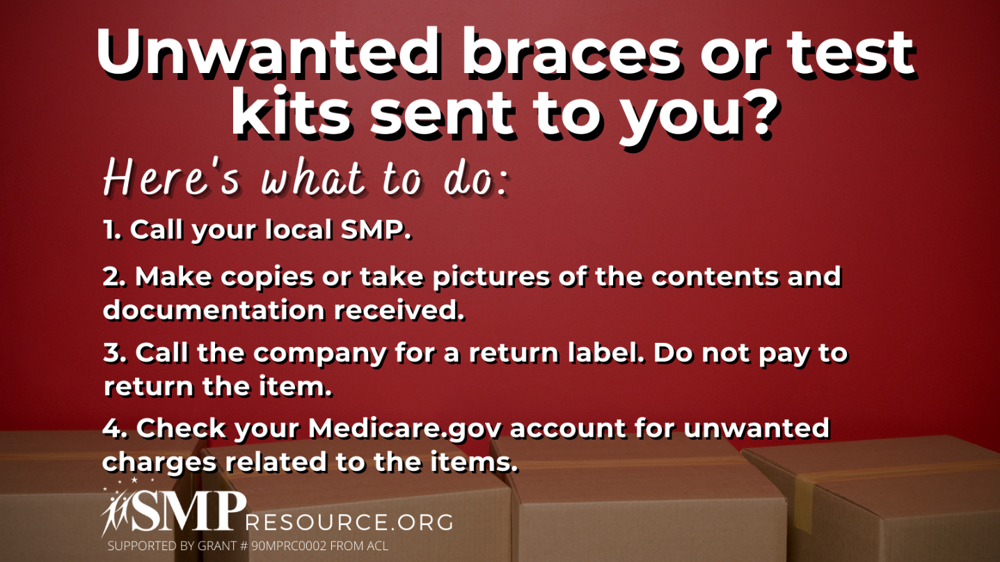 Unwanted braces or test
kits sent to you?
Here's what to do:
1. Call your local SMP.
2. Make copies or take pictures of the contents and
documentation received.
3. Call the company for a return label. Do not pay to
return the item.
4. Check your Medicare.gov account for unwanted
charges related to the items.
SMPRESOURCE.ORG
SUPPORTED BY GRANT # 90MPRC0002 FROM ACL